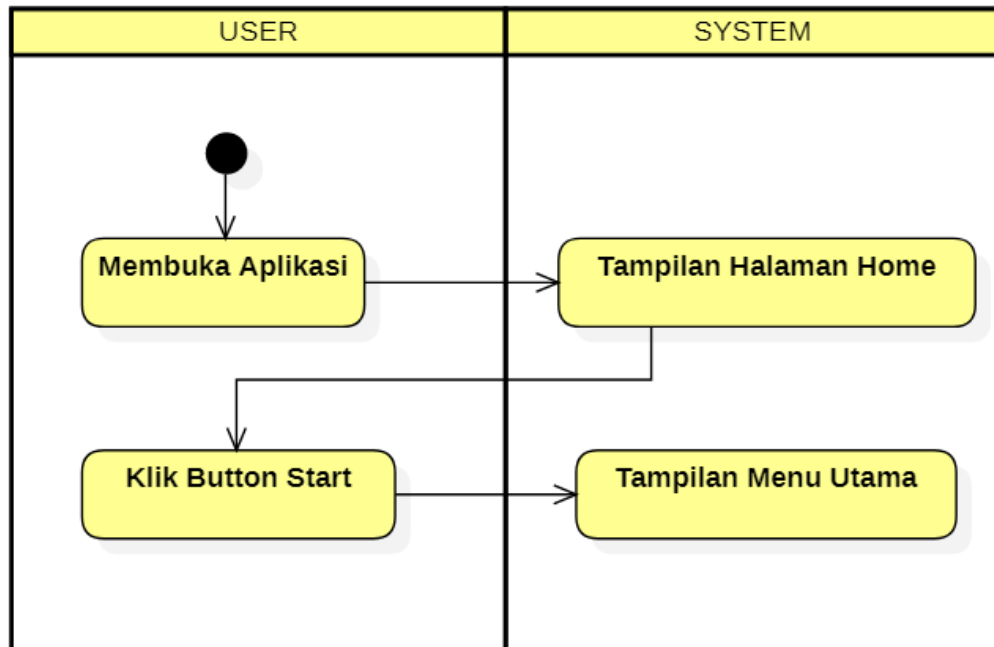 USER
SYSTEM
Membuka Aplikasi
Tampilan Halaman Home
Klik Button Start
Tampilan Menu Utama